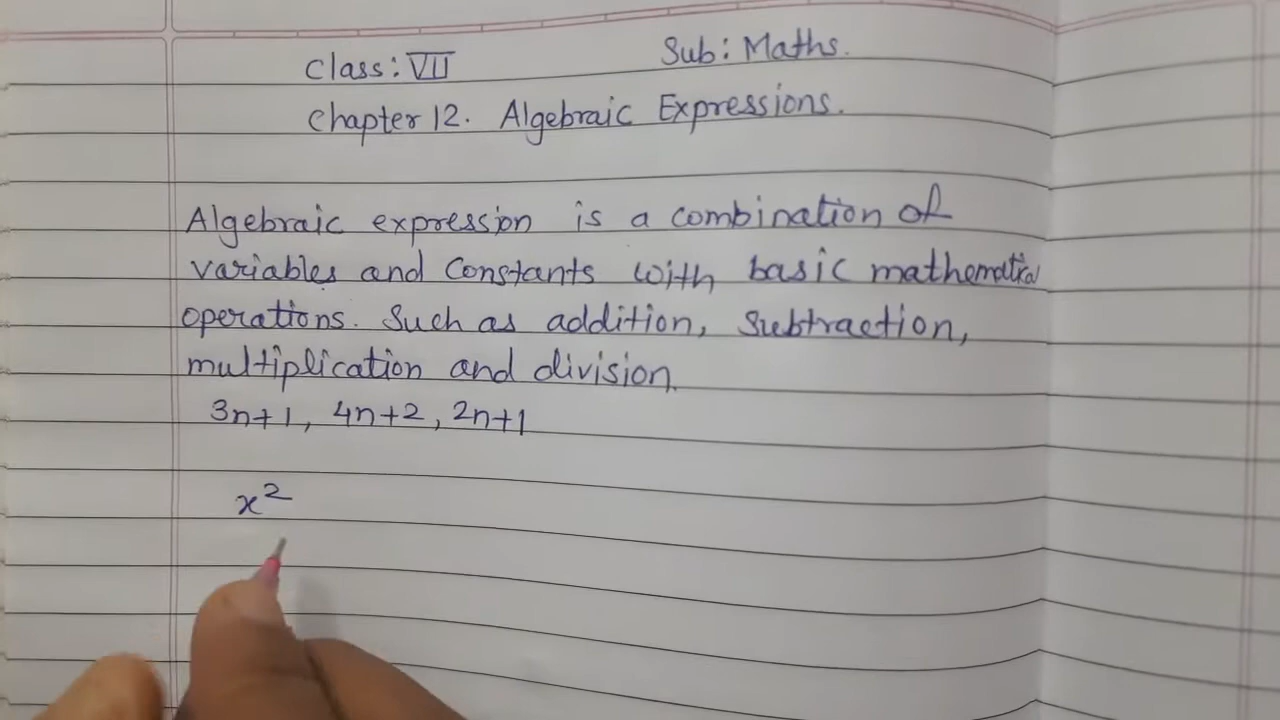 Class: VII Sub: Maths.
Chapter 12. Algebraic Expressions.
Algebraic expression is a combination of
variables and Constants with basic mathematical
operations. Such as addition, Subtraction,
multiplication and division.
3n+1, 4n+2, 2n+1
x²